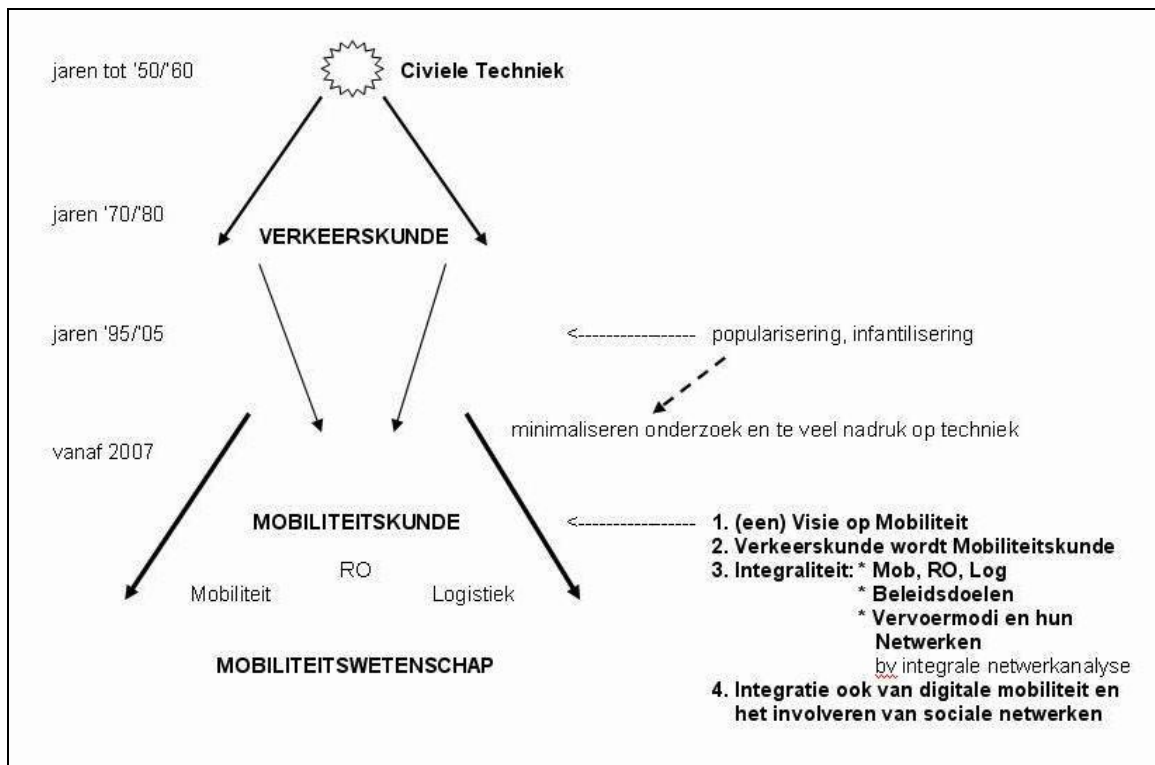 jaren tot '50/'60
Civiele Techniek
jaren '70/'80
VERKEERSKUNDE
jaren '95/'05
<----------------- popularisering, infantilisering
minimaliseren onderzoek en te veel nadruk op techniek
vanaf 2007
MOBILITEITSKUNDE
RO
Mobiliteit
Logistiek
MOBILITEITSWETENSCHAP
<----------------- 1. (een) Visie op Mobiliteit
2. Verkeerskunde wordt Mobiliteitskunde
3. Integraliteit: * Mob, RO, Log
* Beleidsdoelen
* Vervoermodi en hun
Netwerken
bv integrale netwerkanalyse
4. Integratie ook van digitale mobiliteit en
het involveren van sociale netwerken